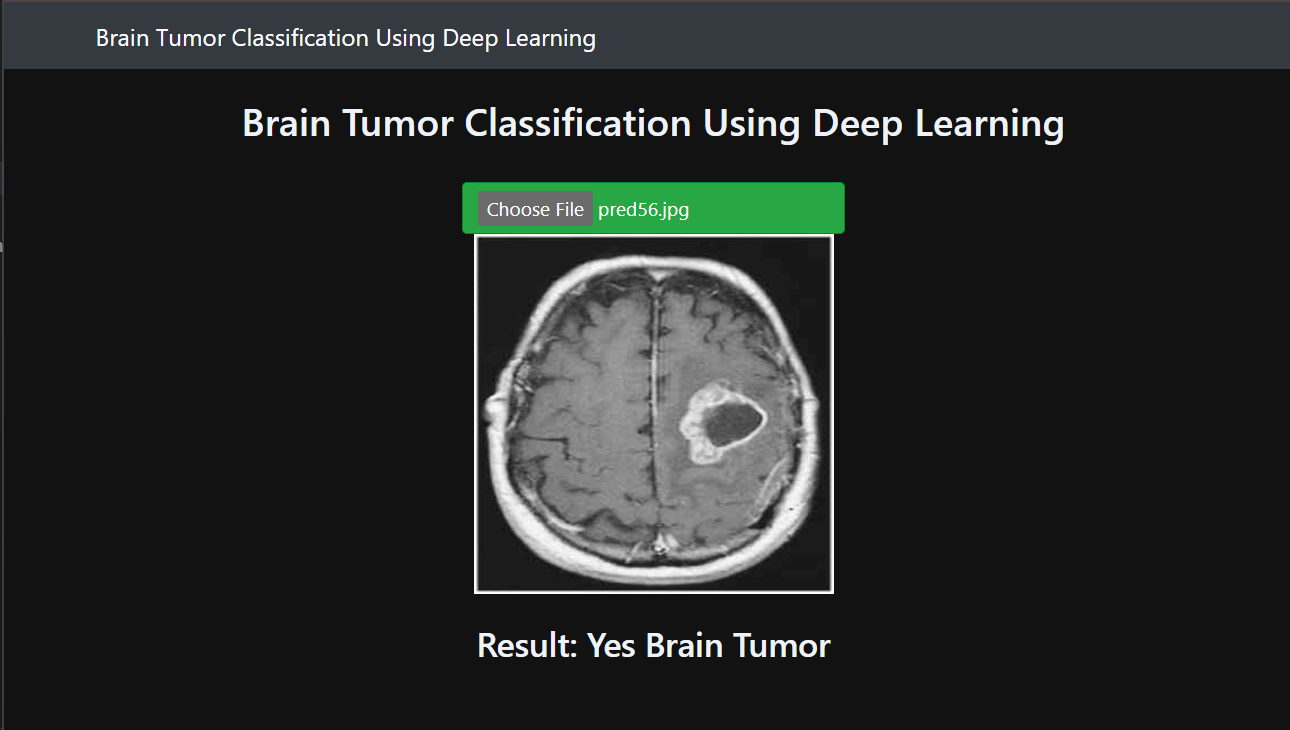 Brain Tumor Classification Using Deep Learning
Brain Tumor Classification Using Deep Learning
Choose File pred56.jpg
Result: Yes Brain Tumor